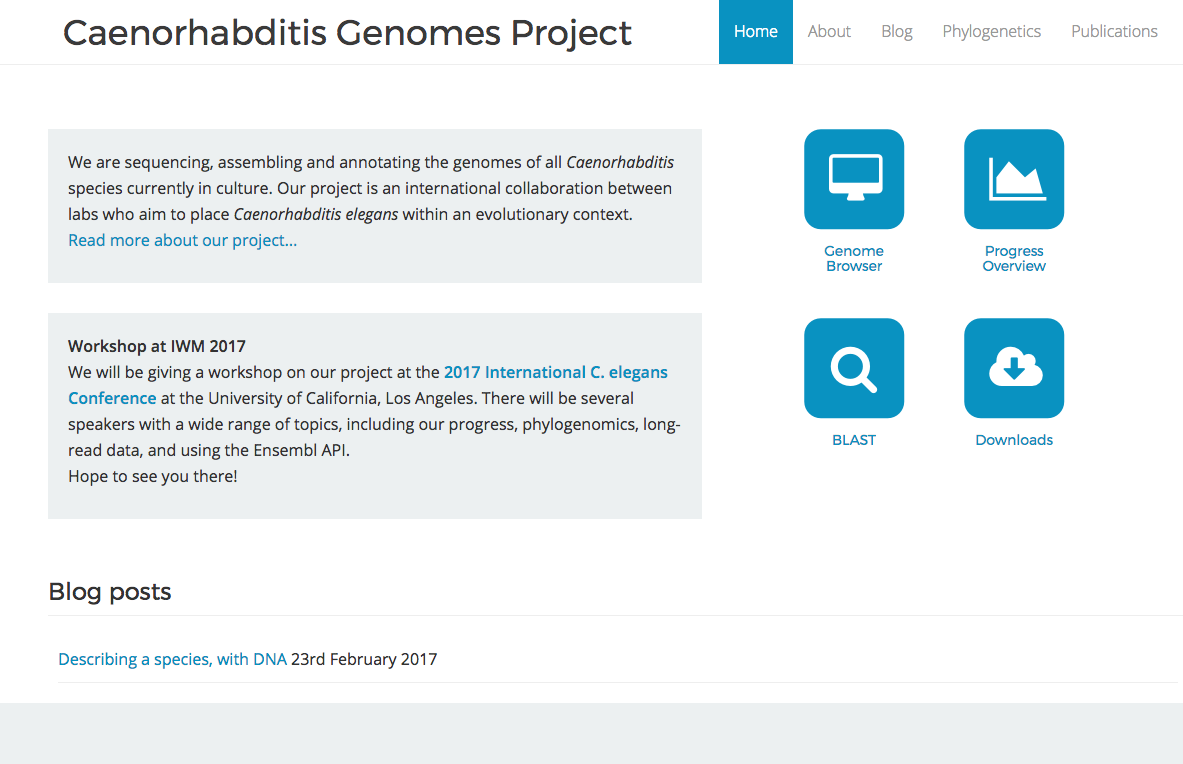 Caenorhabditis Genomes Project
Home
About
Blog
Phylogenetics
Publications
We are sequencing, assembling and annotating the genomes of all Caenorhabditis
species currently in culture. Our project is an international collaboration between
labs who aim to place Caenorhabditis elegans within an evolutionary context.
Read more about our project...
Genome
Browser
Progress
Overview
Workshop at IWM 2017
We will be giving a workshop on our project at the 2017 International C. elegans
Conference at the University of California, Los Angeles. There will be several
speakers with a wide range of topics, including our progress, phylogenomics, long-
read data, and using the Ensembl API.
Hope to see you there!
BLAST
Downloads
Blog posts
Describing a species, with DNA 23rd February 2017